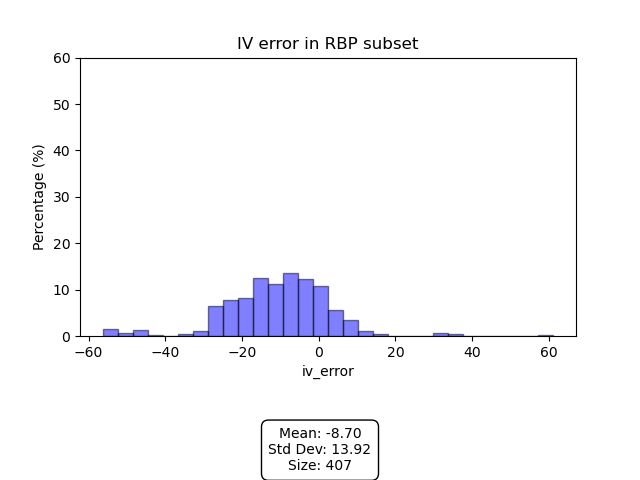 IV error in RBP subset
60
50
40
30
20
10
0
Percentage (%)
−60 −40 −20 0 20 40 60
iv_error
Mean: -8.70
Std Dev: 13.92
Size: 407